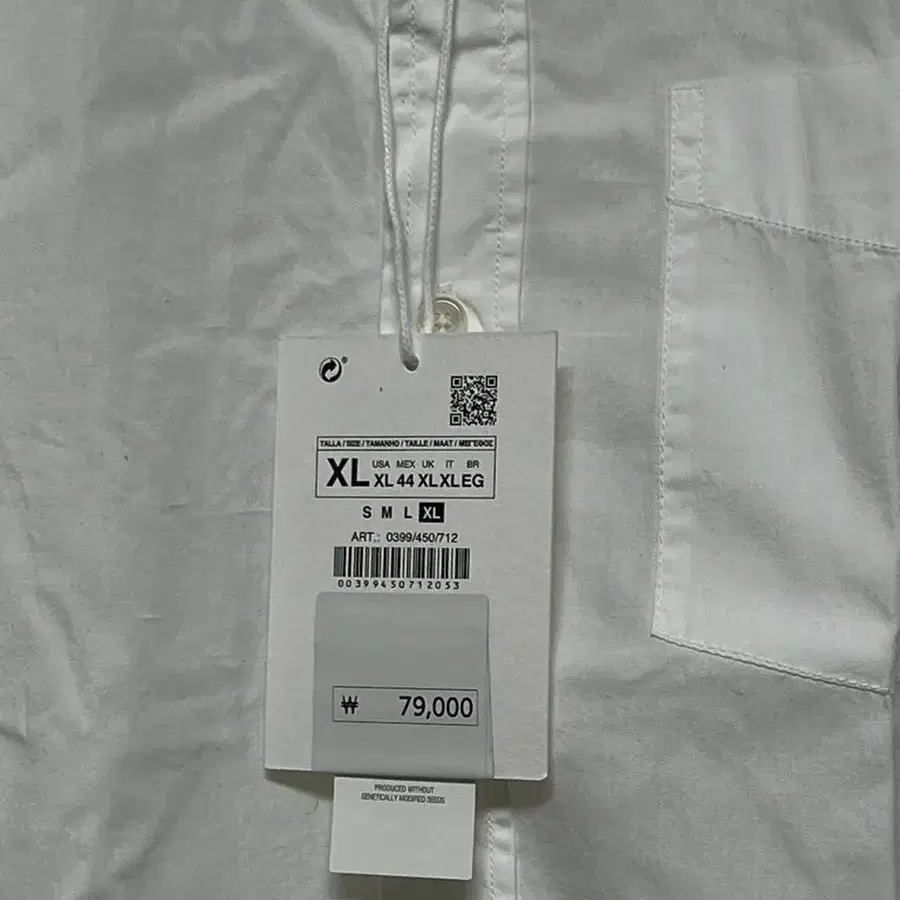 TALLA / SIZE / TAMANHO / TAILLE / MAAT / ΜΕΓΕΘΟΣ
XL USA XL MEX 44 UK XL IT XL BR EG
S M L XL
ART.: 0399/450/712
00399450712053
₩ 79,000
PRODUCED WITHOUT
GENETICALLY MODIFIED SEEDS